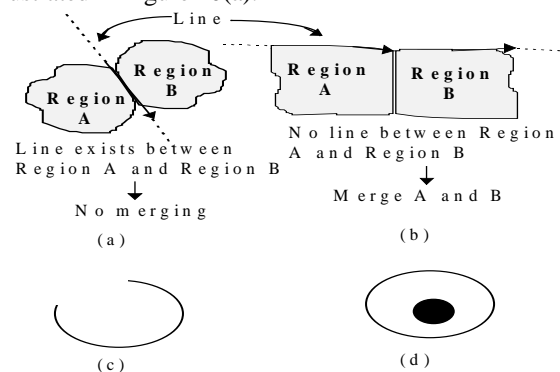 Line
Region
A
Region
B
Region
A
Region
B
Line exists between
Region A and Region B
No merging
(a)
No line between Region
A and Region B
Merge A and B
(b)
(c)
(d)